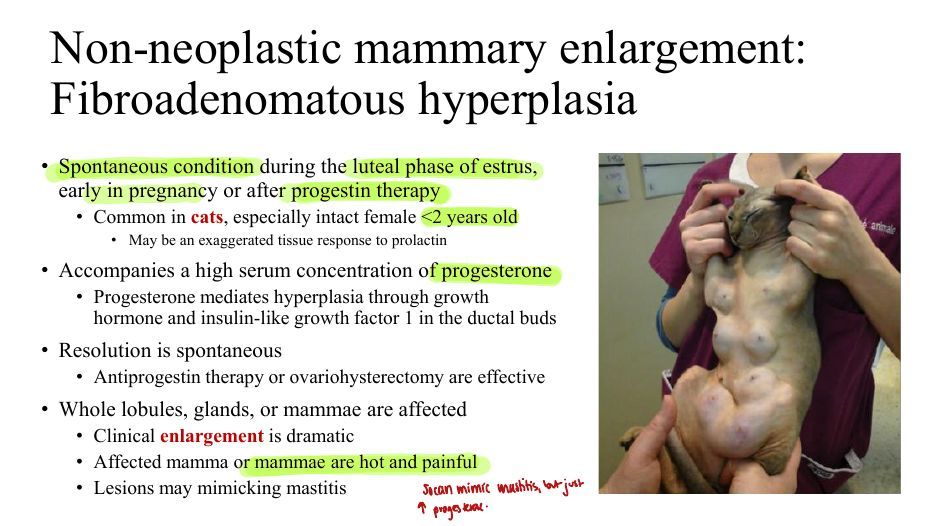 Non-neoplastic mammary enlargement:
Fibroadenomatous hyperplasia
• Spontaneous condition during the luteal phase of estrus,
early in pregnancy or after progestin therapy
• Common in cats, especially intact female <2 years old
• May be an exaggerated tissue response to prolactin
• Accompanies a high serum concentration of progesterone
• Progesterone mediates hyperplasia through growth
hormone and insulin-like growth factor 1 in the ductal buds
• Resolution is spontaneous
• Antiprogestin therapy or ovariohysterectomy are effective
• Whole lobules, glands, or mammae are affected
• Clinical enlargement is dramatic
• Affected mamma or mammae are hot and painful
• Lesions may mimicking mastitis
So can mimic mastitis, but just
↑ progesterone.
animale